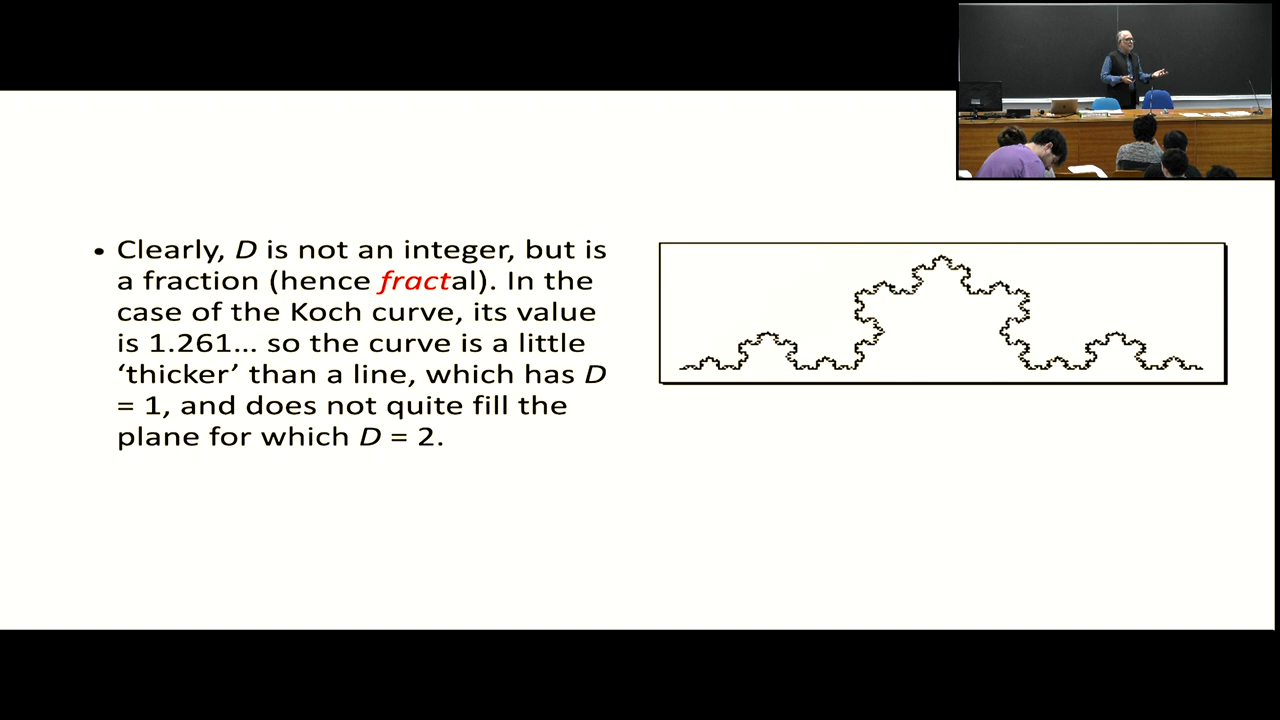 • Clearly, D is not an integer, but is
a fraction (hence fractal). In the
case of the Koch curve, its value
is 1.261... so the curve is a little
‘thicker’ than a line, which has D
= 1, and does not quite fill the
plane for which D = 2.